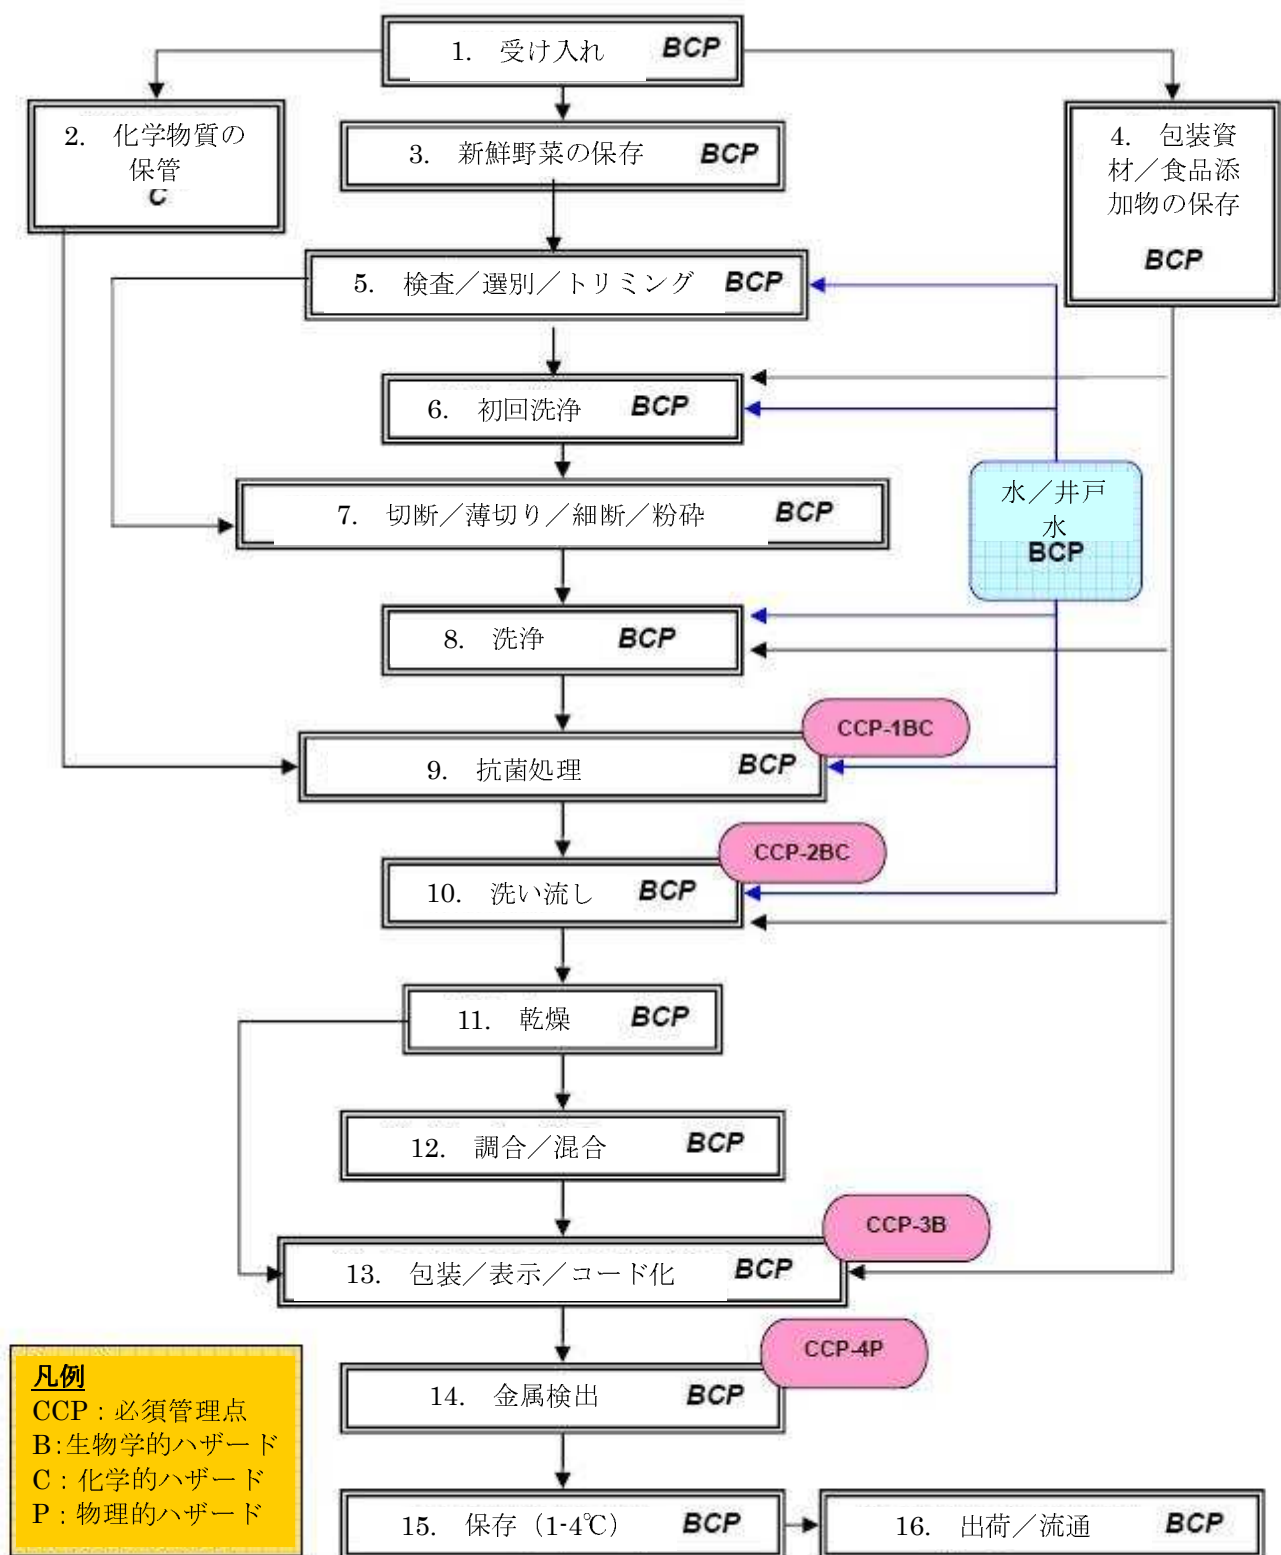 1. 受け入れ BCP
2. 化学物質の
保管
C
3. 新鮮野菜の保存 BCP
4. 包装資
材／食品添
加物の保存
BCP
5. 検査／選別／トリミング BCP
6. 初回洗浄 BCP
水／井戸
水
BCP
7. 切断／薄切り／細断／粉砕 BCP
8. 洗浄 BCP
CCP-1BC
9. 抗菌処理 BCP
CCP-2BC
10. 洗い流し BCP
11. 乾燥 BCP
12. 調合／混合 BCP
CCP-3B
13. 包装／表示／コード化 BCP
CCP-4P
14. 金属検出 BCP
15. 保存（1-4℃） BCP
16. 出荷／流通 BCP
凡例
CCP：必須管理点
B：生物学的ハザード
C：化学的ハザード
P：物理的ハザード